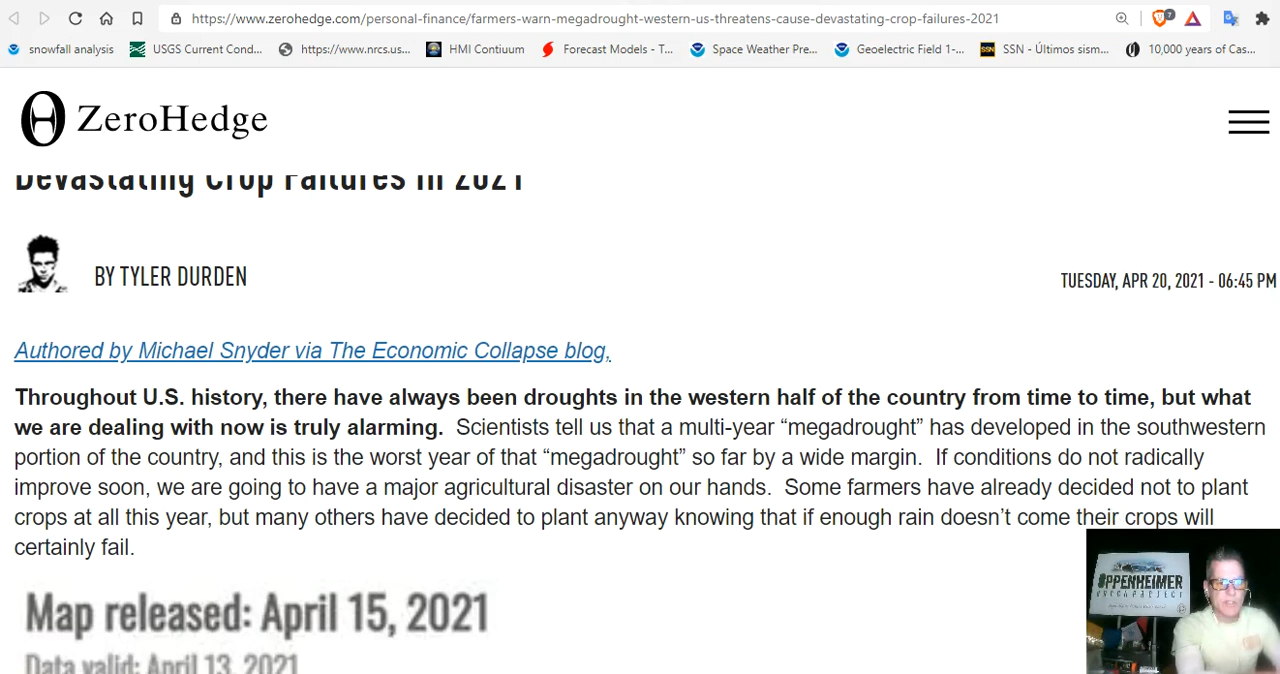 https://www.zerohedge.com/personal-finance/farmers-warn-megadrought-western-us-threatens-cause-devastating-crop-failures-2021
7
snowfall analysis USGS Current Cond... https://www.nrcs.us... HMI Contiuum Forecast Models - T... Space Weather Pre... Geoelectric Field 1-... SSN SSN - Últimos sism... 10,000 years of Cas...
ZeroHedge
Devastating Crop Failures In 2021
BY TYLER DURDEN
TUESDAY, APR 20, 2021 - 06:45 PM
Authored by Michael Snyder via The Economic Collapse blog,
Throughout U.S. history, there have always been droughts in the western half of the country from time to time, but what
we are dealing with now is truly alarming. Scientists tell us that a multi-year “megadrought” has developed in the southwestern
portion of the country, and this is the worst year of that “megadrought” so far by a wide margin. If conditions do not radically
improve soon, we are going to have a major agricultural disaster on our hands. Some farmers have already decided not to plant
crops at all this year, but many others have decided to plant anyway knowing that if enough rain doesn’t come their crops will
certainly fail.
Map released: April 15, 2021
Data valid: April 13, 2021
OPPENHEIMER